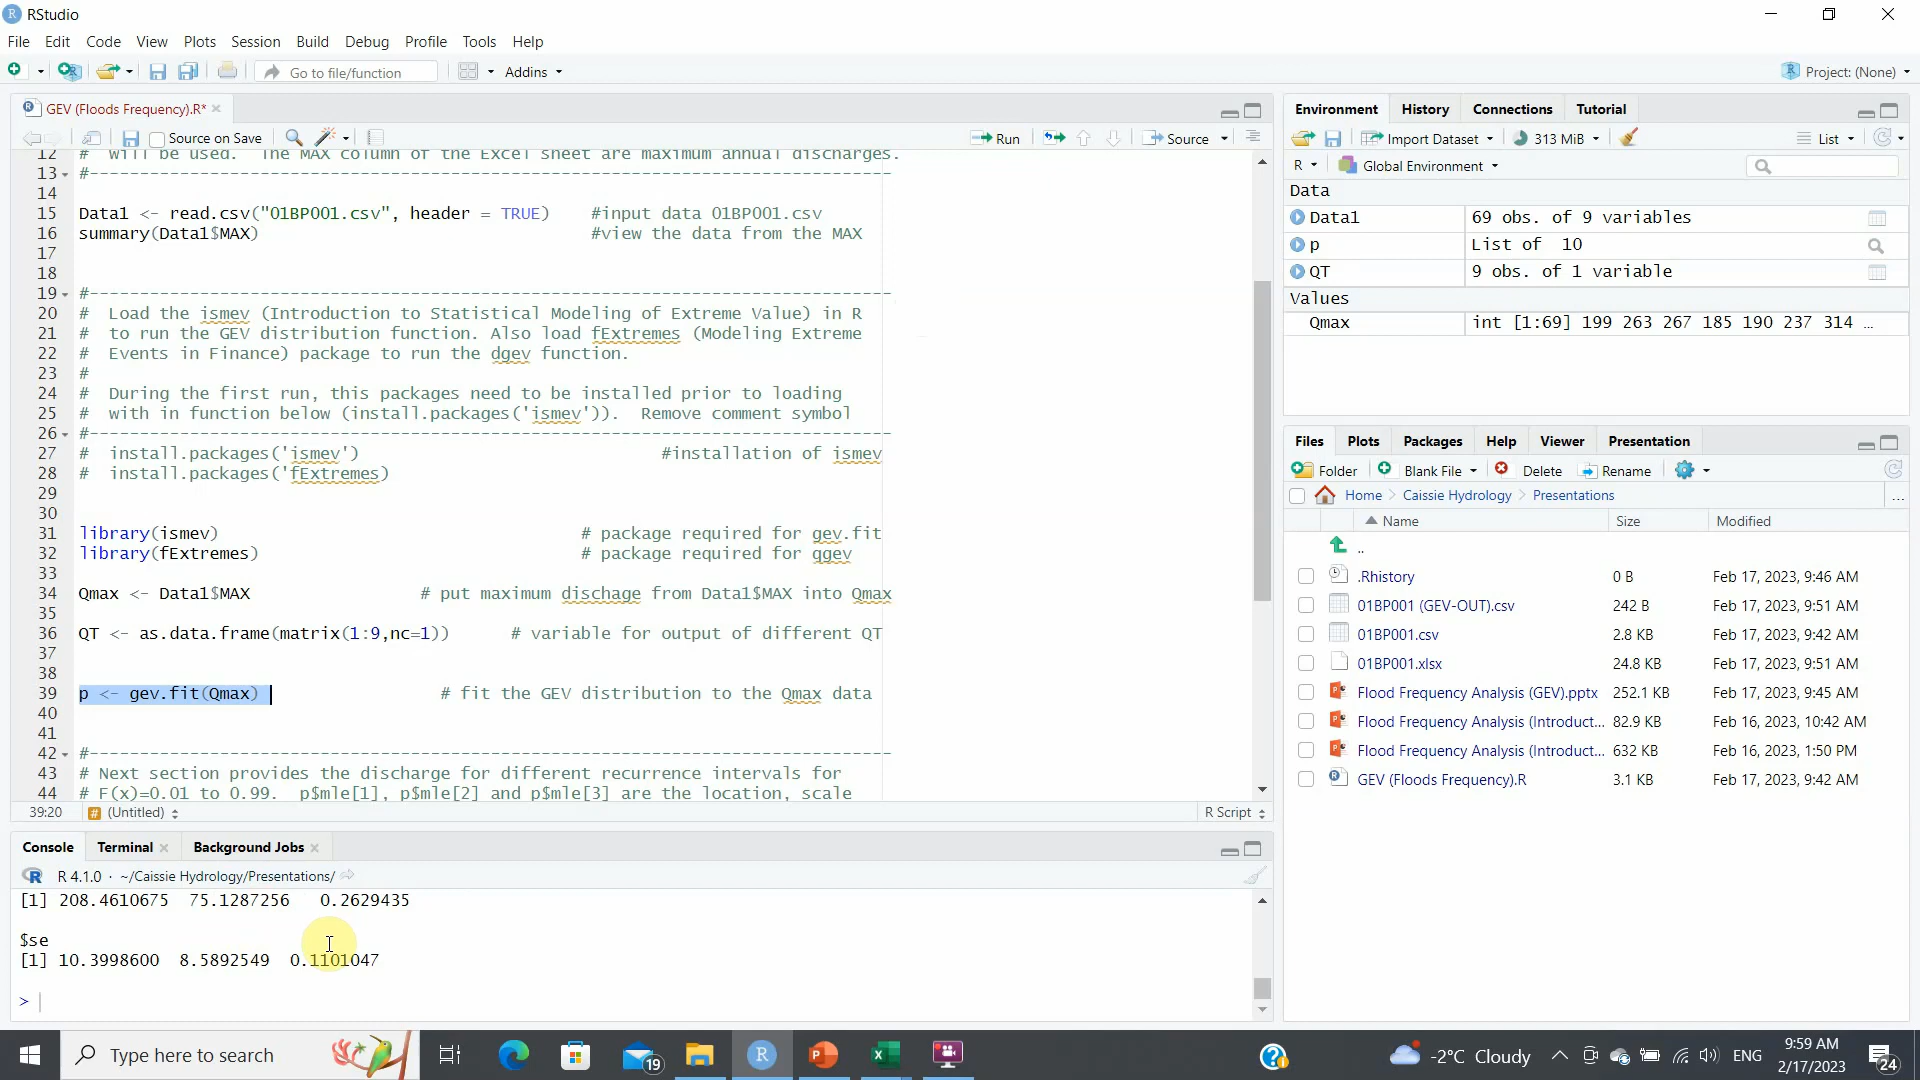 RStudio
File Edit Code View Plots Session Build Debug Profile Tools Help
Go to file/function Addins Project: (None)
GEV (Floods Frequency).R*
Source on Save Run Source
12 # will be used. The MAX column of the Excel sheet are maximum annual discharges.
13 #---------------------------------------------------------------------------------
14
15 Data1 <- read.csv("01BP001.csv", header = TRUE) #input data 01BP001.csv
16 summary(Data1$MAX) #view the data from the MAX
17
18
19 #---------------------------------------------------------------------------------
20 # Load the ismev (Introduction to Statistical Modeling of Extreme Value) in R
21 # to run the GEV distribution function. Also load fExtremes (Modeling Extreme
22 # Events in Finance) package to run the dgev function.
23 #
24 # During the first run, this packages need to be installed prior to loading
25 # with in function below (install.packages('ismev')). Remove comment symbol
26 #---------------------------------------------------------------------------------
27 # install.packages('ismev') #installation of ismev
28 # install.packages('fExtremes)
29
30
31 library(ismev) # package required for gev.fit
32 library(fExtremes) # package required for qgev
33
34 Qmax <- Data1$MAX # put maximum dischage from Data1$MAX into Qmax
35
36 QT <- as.data.frame(matrix(1:9,nc=1)) # variable for output of different QT
37
38
39 p <- gev.fit(Qmax) # fit the GEV distribution to the Qmax data
40
41
42 #---------------------------------------------------------------------------------
43 # Next section provides the discharge for different recurrence intervals for
44 # F(x)=0.01 to 0.99. p$mle[1], p$mle[2] and p$mle[3] are the location, scale
39:20 (Untitled) R Script
Console Terminal Background Jobs
R 4.1.0 · ~/Caissie Hydrology/Presentations/
[1] 208.4610675 75.1287256 0.2629435
$se
[1] 10.3998600 8.5892549 0.1101047
>
Environment History Connections Tutorial
Import Dataset 313 MiB List
R Global Environment
Data
Data1 69 obs. of 9 variables
p List of 10
QT 9 obs. of 1 variable
Values
Qmax int [1:69] 199 263 267 185 190 237 314 ...
Files Plots Packages Help Viewer Presentation
Folder Blank File Delete Rename
Home Caissie Hydrology Presentations ...
Name Size Modified
..
.Rhistory 0 B Feb 17, 2023, 9:46 AM
01BP001 (GEV-OUT).csv 242 B Feb 17, 2023, 9:51 AM
01BP001.csv 2.8 KB Feb 17, 2023, 9:42 AM
01BP001.xlsx 24.8 KB Feb 17, 2023, 9:51 AM
Flood Frequency Analysis (GEV).pptx 252.1 KB Feb 17, 2023, 9:45 AM
Flood Frequency Analysis (Introduct... 82.9 KB Feb 16, 2023, 10:42 AM
Flood Frequency Analysis (Introduct... 632 KB Feb 16, 2023, 1:50 PM
GEV (Floods Frequency).R 3.1 KB Feb 17, 2023, 9:42 AM
Type here to search 19 -2°C Cloudy ENG 9:59 AM
2/17/2023 24